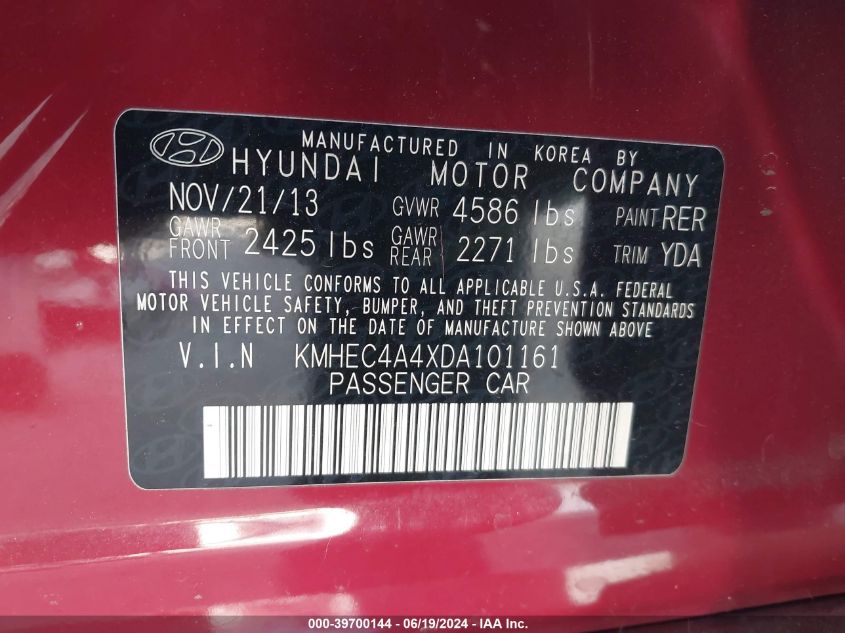 MANUFACTURED IN KOREA BY
HYUNDAI MOTOR COMPANY
NOV/21/13 GVWR 4586 lbs PAINT RER
GAWR FRONT 2425 lbs GAWR REAR 2271 lbs TRIM YDA
THIS VEHICLE CONFORMS TO ALL APPLICABLE U.S.A. FEDERAL
MOTOR VEHICLE SAFETY, BUMPER, AND THEFT PREVENTION STANDARDS
IN EFFECT ON THE DATE OF MANUFACTURE SHOWN ABOVE
V.I.N KMHEC4A4XDA101161
PASSENGER CAR
000-39700144 - 06/19/2024 - IAA Inc.